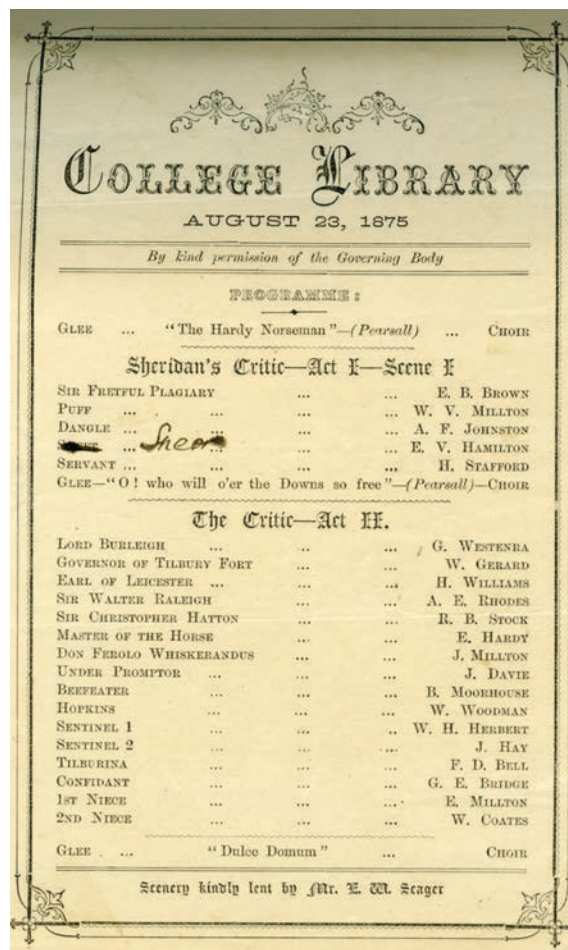 COLLEGE LIBRARY
AUGUST 23, 1875
By kind permission of the Governing Body
PROGRAMME:
GLEE ... "The Hardy Norseman"—(Pearsall) ... CHOIR
Sheridan's Critic—Act I—Scene I
SIR FRETFUL PLAGIARY ... ... E. B. BROWN
PUFF ... . ... ... ... W. V. MILLTON
DANGLE ... ... ... ... A. F. JOHNSTON
... Sneer ... ... E. V. HAMILTON
SERVANT ... ... ... ... H. STAFFORD
GLEE—"O! who will o'er the Downs so free"—(Pearsall)—CHOIR
The Critic—Act II.
LORD BURLEIGH ... .. ... G. WESTENRA
GOVERNOR OF TILBURY FORT ... ... W. GERARD
EARL OF LEICESTER ... ... ... H. WILLIAMS
SIR WALTER RALEIGH ... ... A. E. RHODES
SIR CHRISTOPHER HATTON ... ... R. B. STOCK
MASTER OF THE HORSE ... ... E. HARDY
DON FEROLO WHISKERANDUS ... ... J. MILLTON
UNDER PROMPTOR ... ... ... J. DAVIE
BEEFEATER ... ... ... B. MOORHOUSE
HOPKINS ... ... ... W. WOODMAN
SENTINEL 1 ... ... .. W. H. HERBERT
SENTINEL 2 ... ... ... J. HAY
TILBURINA ... ... ... F. D. BELL
CONFIDANT ... ... ... G. E. BRIDGE
1ST NIECE ... ... ... E. MILLTON
2ND NIECE ... ... ... W. COATES
GLEE . ... "Dulce Domum" ... CHOIR
Scenery kindly lent by Mr. E. W. Seager